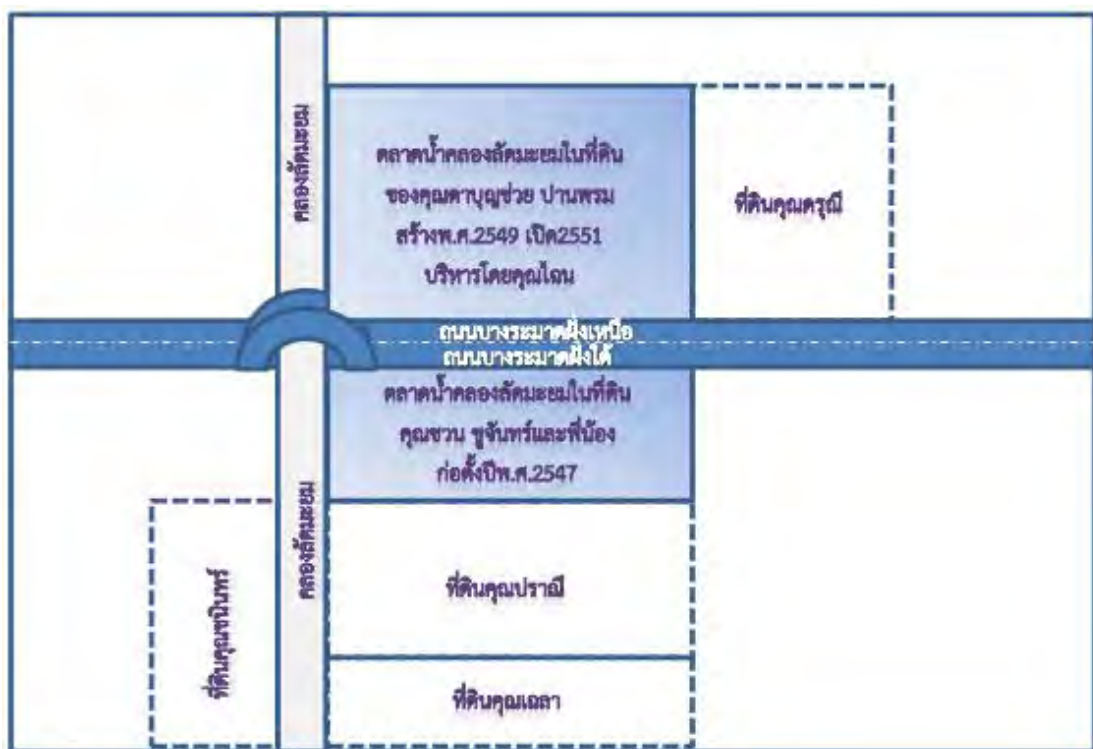 คลองลัดมะยม
ตลาดน้ำคลองลัดมะยมในที่ดิน
ของคุณตาบุญช่วย ปานพรม
สร้างพ.ศ.2549 เปิด2551
บริหารโดยคุณไฉน
ที่ดินคุณดรุณี
ถนนบางระมาดฝั่งเหนือ
ถนนบางระมาดฝั่งใต้
ตลาดน้ำคลองลัดมะยมในที่ดิน
คุณชวน ชูจันทร์และพี่น้อง
ก่อตั้งปีพ.ศ.2547
คลองลัดมะยม
ที่ดินคุณชนินทร์
ที่ดินคุณปราณี
ที่ดินคุณเฉลา